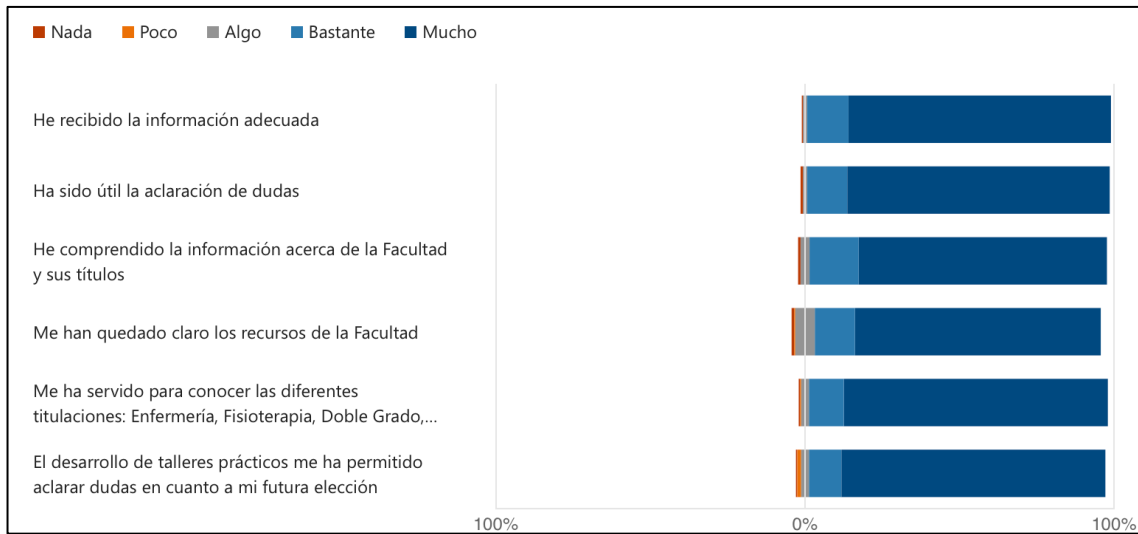 Nada Poco Algo Bastante Mucho
He recibido la información adecuada
Ha sido útil la aclaración de dudas
He comprendido la información acerca de la Facultad
y sus títulos
Me han quedado claro los recursos de la Facultad
Me ha servido para conocer las diferentes
titulaciones: Enfermería, Fisioterapia, Doble Grado,...
El desarrollo de talleres prácticos me ha permitido
aclarar dudas en cuanto a mi futura elección
100% 0% 100%